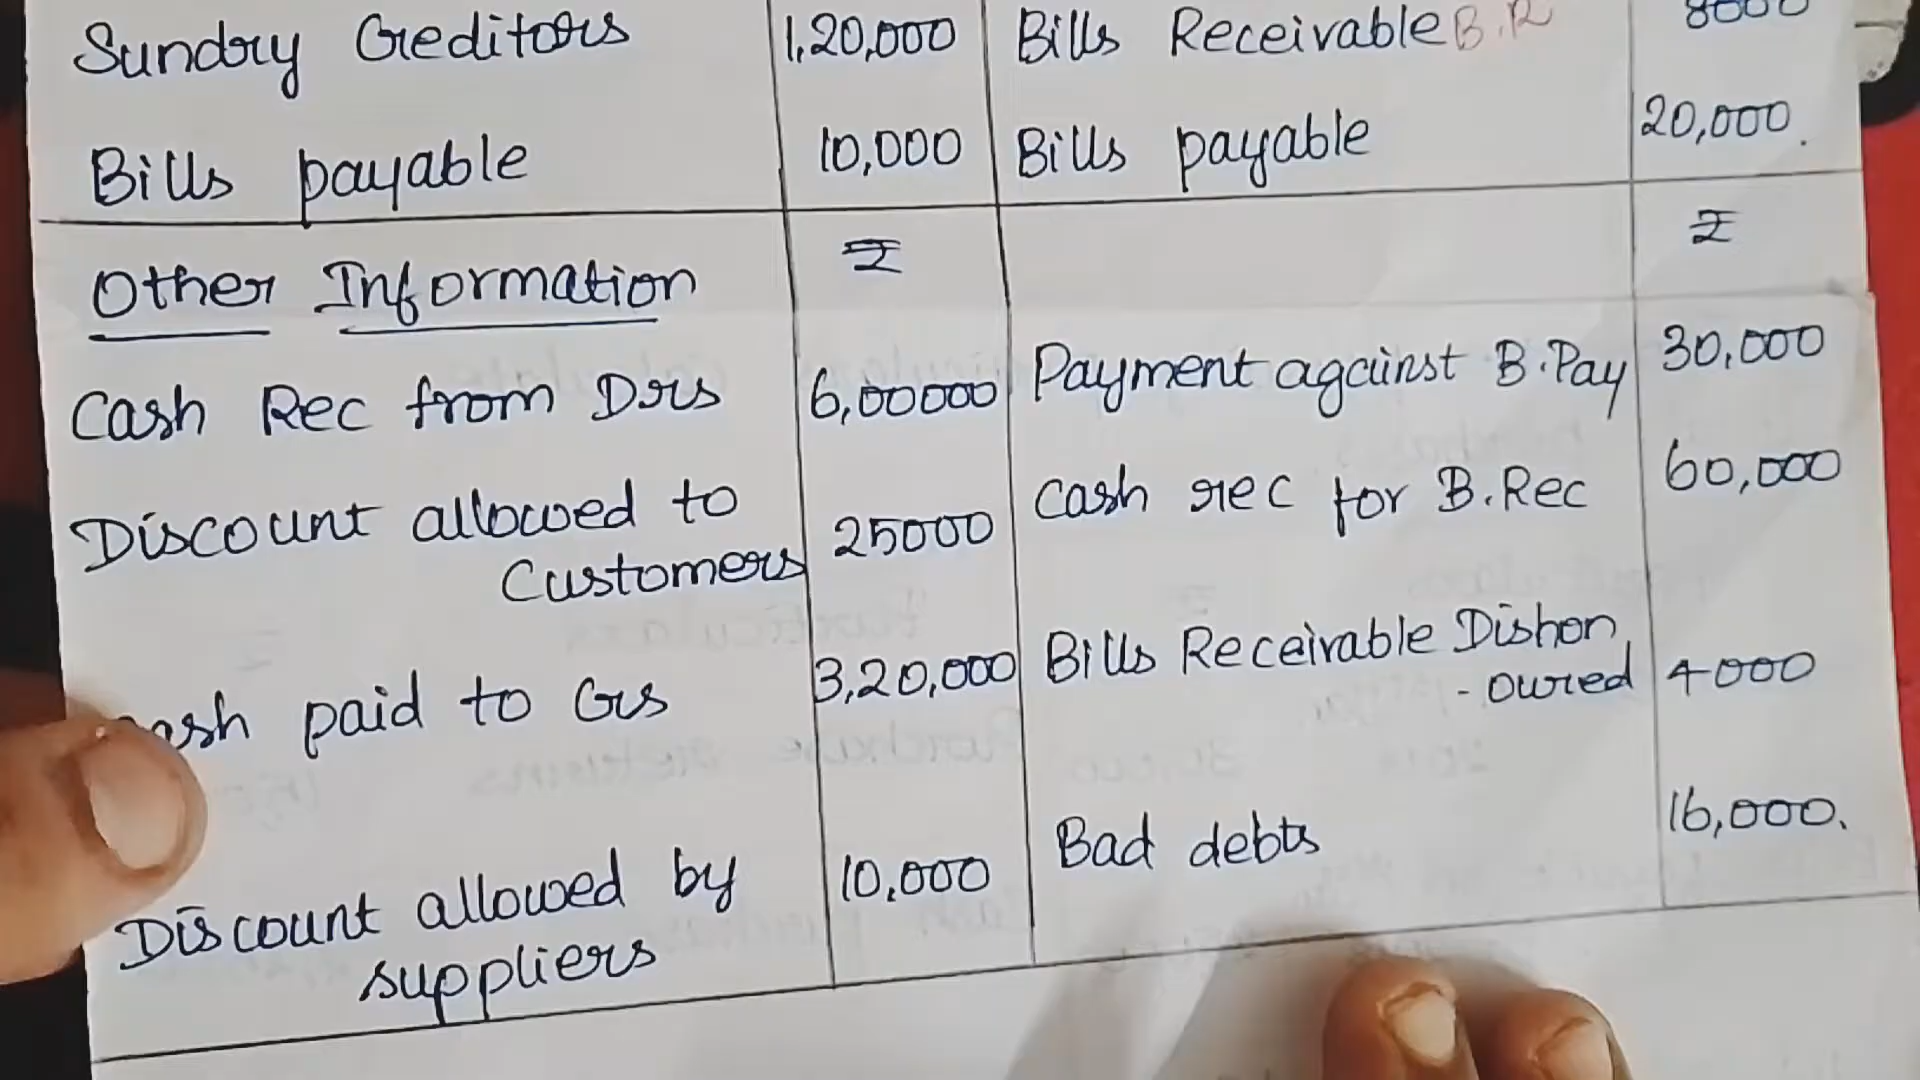 Sundry Creditors 1,20,000 Bills Receivable B.R 8000
Bills payable 10,000 Bills payable 20,000.
Other Information ₹ ₹
Cash Rec from Drs 6,00000 Payment against B.Pay 30,000
Discount allowed to Customers 25000 Cash rec for B.Rec 60,000
paid to Crs 3,20,000 Bills Receivable Dishon
-oured 4000
Discount allowed by 10,000 Bad debts 16,000.
suppliers